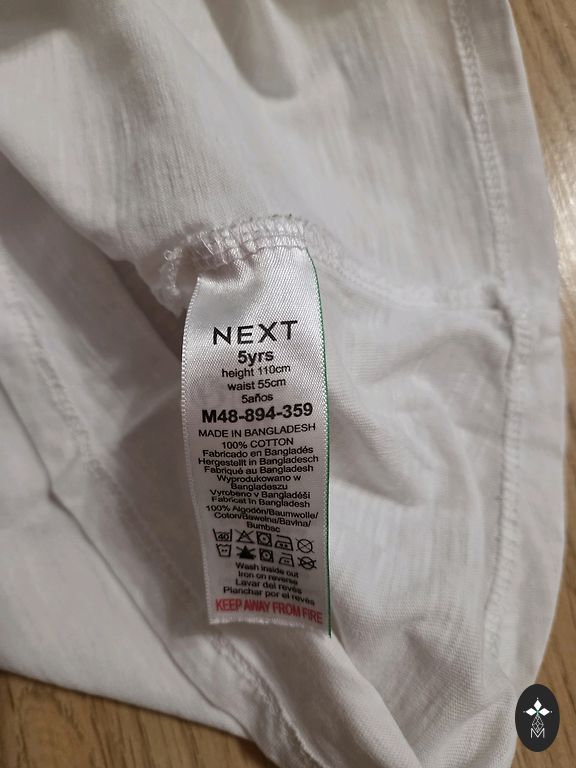 NEXT
5yrs
height 110cm
waist 55cm
5años
M48-894-359
MADE IN BANGLADESH
100% COTTON
Fabricado en Bangladés
Hergestellt in Bangladesch
Fabriqué au Bangladesh
Wyprodukowano w
Bangladeszu
Vyrobeno v Bangladéši
Fabricat în Bangladesh
100% Algodón/Baumwolle/
Coton/Bawełna/Bavlna/
Bumbac
40
Wash inside out
Iron on reverse
Lavar del revés
Planchar por el revés
KEEP AWAY FROM FIRE
M